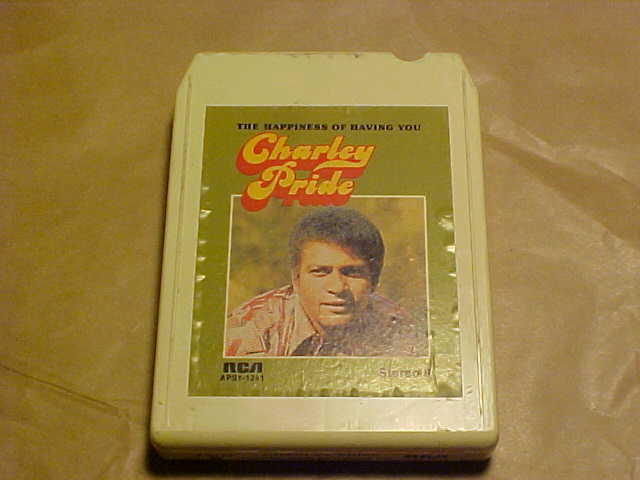 THE HAPPINESS OF HAVING YOU
Charley
Pride
RCA
APS1-1241
Stereo 8